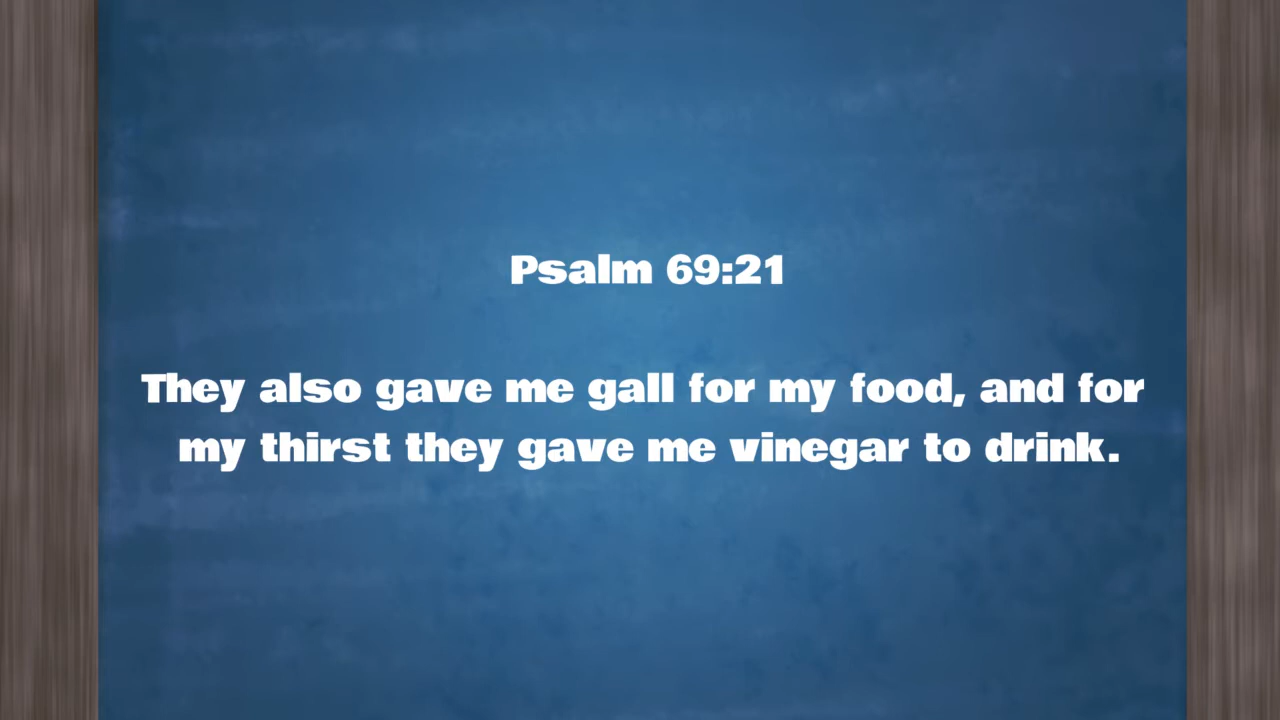 Psalm 69:21
They also gave me gall for my food, and for
my thirst they gave me vinegar to drink.